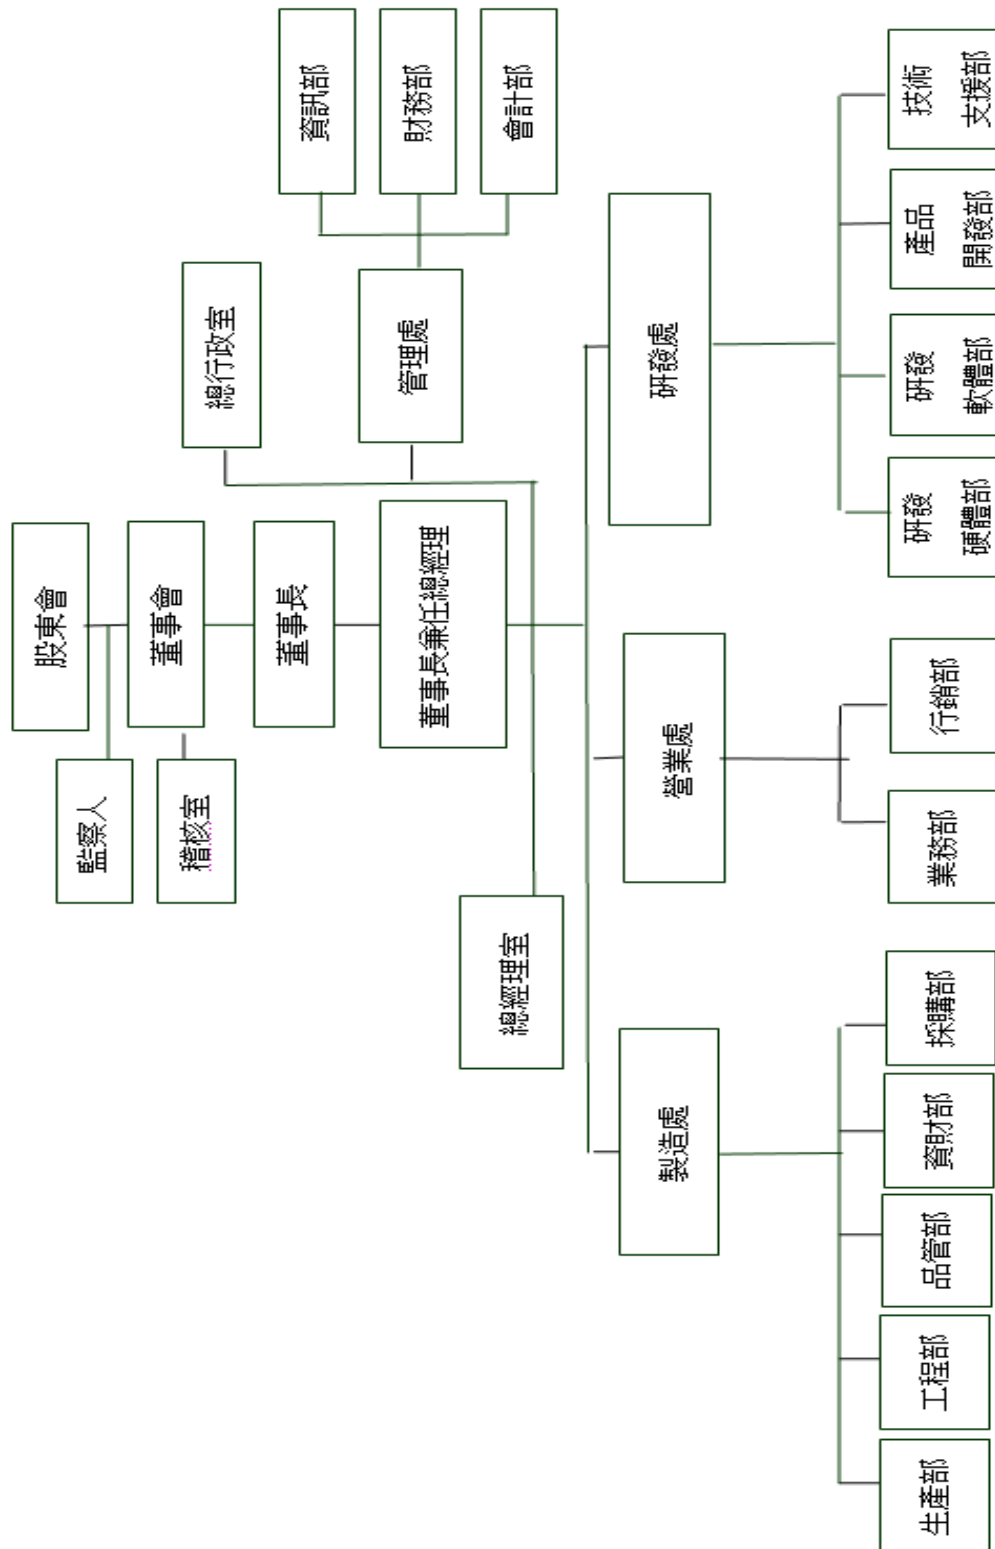 股東會
監察人
董事會
稽核室
董事長
董事長兼任總經理
總經理室
總行政室
管理處
資訊部
財務部
會計部
製造處
營業處
研發處
生產部
工程部
品管部
資財部
採購部
業務部
行銷部
研發
硬體部
研發
軟體部
產品
開發部
技術
支援部